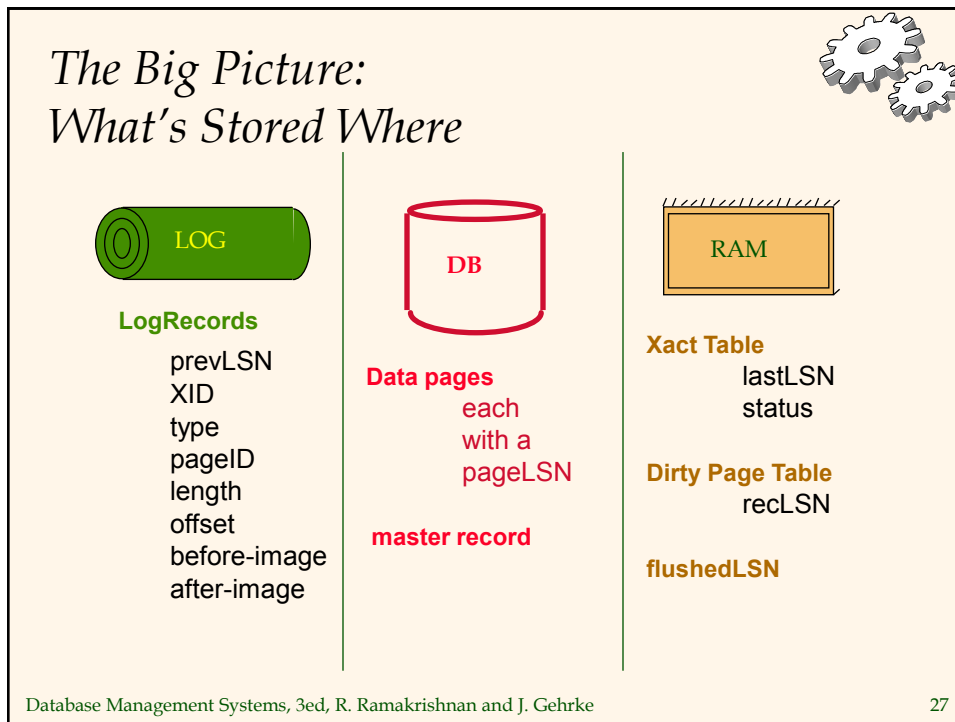 The Big Picture:
What's Stored Where
LOG
LogRecords
prevLSN
XID
type
pageID
length
offset
before-image
after-image
DB
Data pages
each
with a
pageLSN
master record
RAM
Xact Table
lastLSN
status
Dirty Page Table
recLSN
flushedLSN
Database Management Systems, 3ed, R. Ramakrishnan and J. Gehrke
27